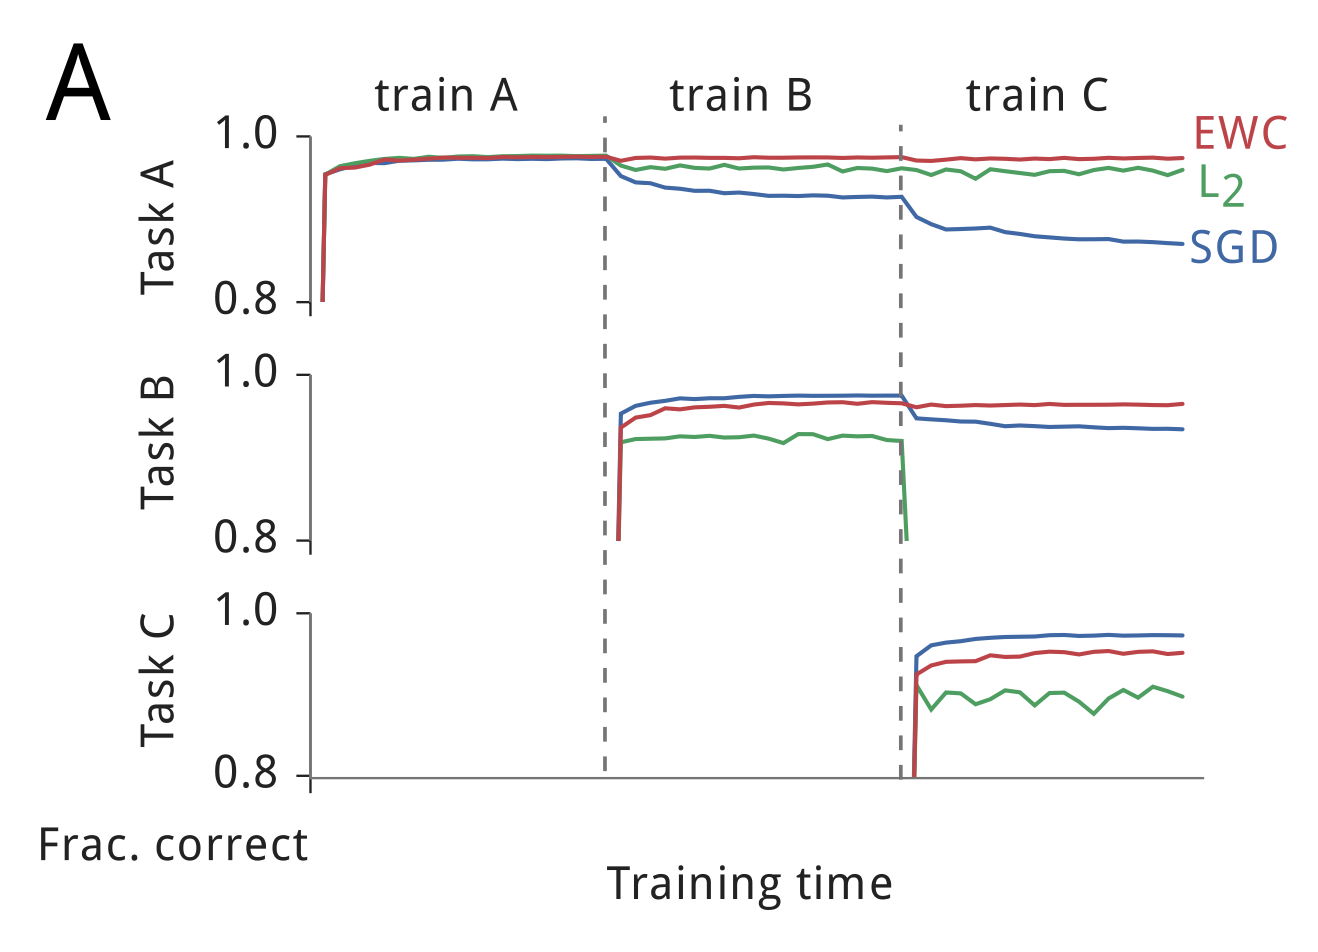 A
train A train B train C
1.0
0.8
Task A
EWC
L2
SGD
1.0
0.8
Task B
1.0
0.8
Task C
Frac. correct
Training time